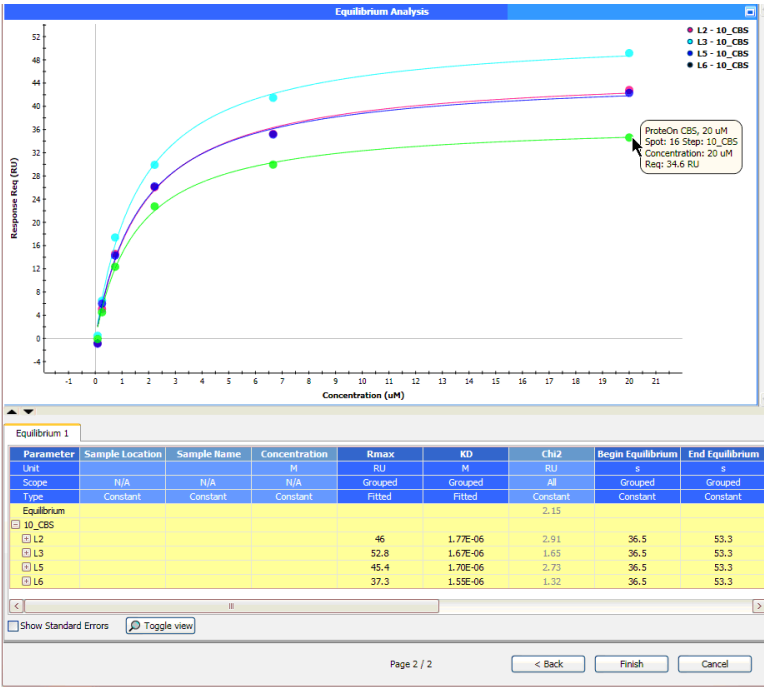 Equilibrium Analysis
L2 - 10_CBS
L3 - 10_CBS
L5 - 10_CBS
L6 - 10_CBS
52
48
44
40
36
32
28
24
20
16
12
8
4
0
-4
Response Req (RU)
ProteOn CBS, 20 uM
Spot: 16 Step: 10_CBS
Concentration: 20 uM
Req: 34.6 RU
-1 0 1 2 3 4 5 6 7 8 9 10 11 12 13 14 15 16 17 18 19 20 21
Concentration (uM)
Equilibrium 1
Parameter Sample Location Sample Name Concentration Rmax KD Chi2 Begin Equilibrium End Equilibrium
Unit M RU M RU s s
Scope N/A N/A N/A Grouped Grouped All Grouped Grouped
Type Constant Constant Constant Fitted Fitted Constant Constant Constant
Equilibrium 2.15
10_CBS
L2 46 1.77E-06 2.91 36.5 53.3
L3 52.8 1.67E-06 1.65 36.5 53.3
L5 45.4 1.70E-06 2.73 36.5 53.3
L6 37.3 1.55E-06 1.32 36.5 53.3
Show Standard Errors Toggle view
Page 2 / 2 < Back Finish Cancel